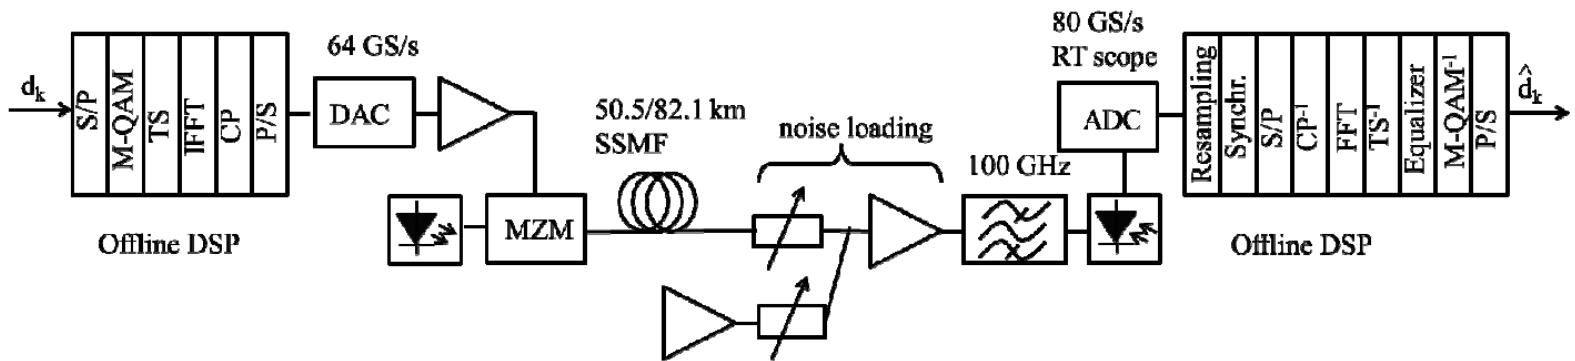 d_k
S/P
M-QAM
TS
IFFT
CP
P/S
Offline DSP
64 GS/s
DAC
MZM
50.5/82.1 km
SSMF
noise loading
100 GHz
80 GS/s
RT scope
ADC
Resampling
Synchr.
S/P
CP⁻¹
FFT
TS⁻¹
Equalizer
M-QAM⁻¹
P/S
d̂_k
Offline DSP